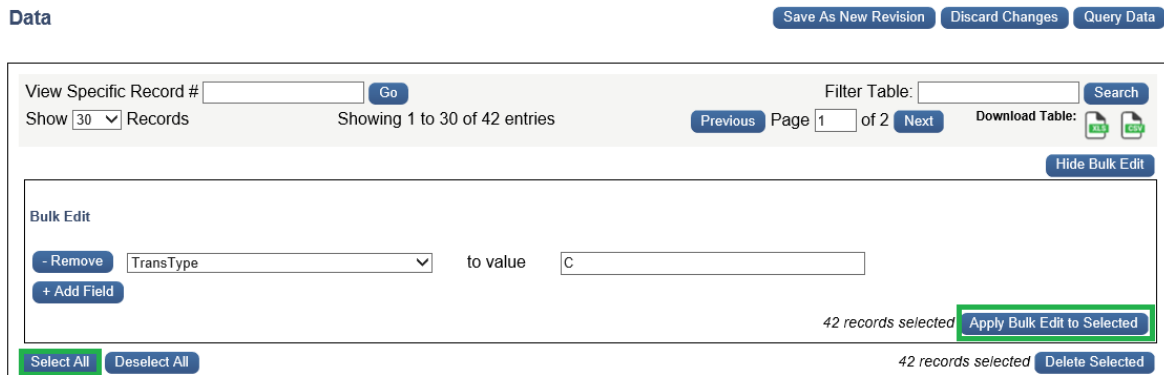 Data Save As New Revision Discard Changes Query Data
View Specific Record # Go Filter Table: Search
Show 30 Records Showing 1 to 30 of 42 entries Previous Page 1 of 2 Next Download Table: XLS CSV
Hide Bulk Edit
Bulk Edit
- Remove TransType to value C
+ Add Field
42 records selected Apply Bulk Edit to Selected
Select All Deselect All 42 records selected Delete Selected